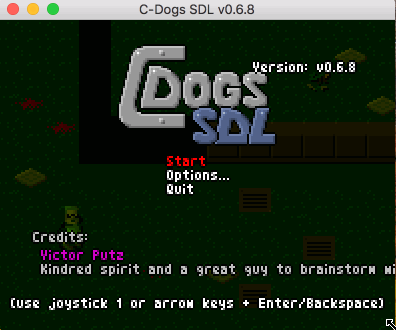 C-Dogs SDL v0.6.8
Version: v0.6.8
C-DOGS
SDL
Start
Options...
Quit
Credits:
Victor Putz
Kindred spirit and a great guy to brainstorm wi
(use joystick 1 or arrow keys + Enter/Backspace)